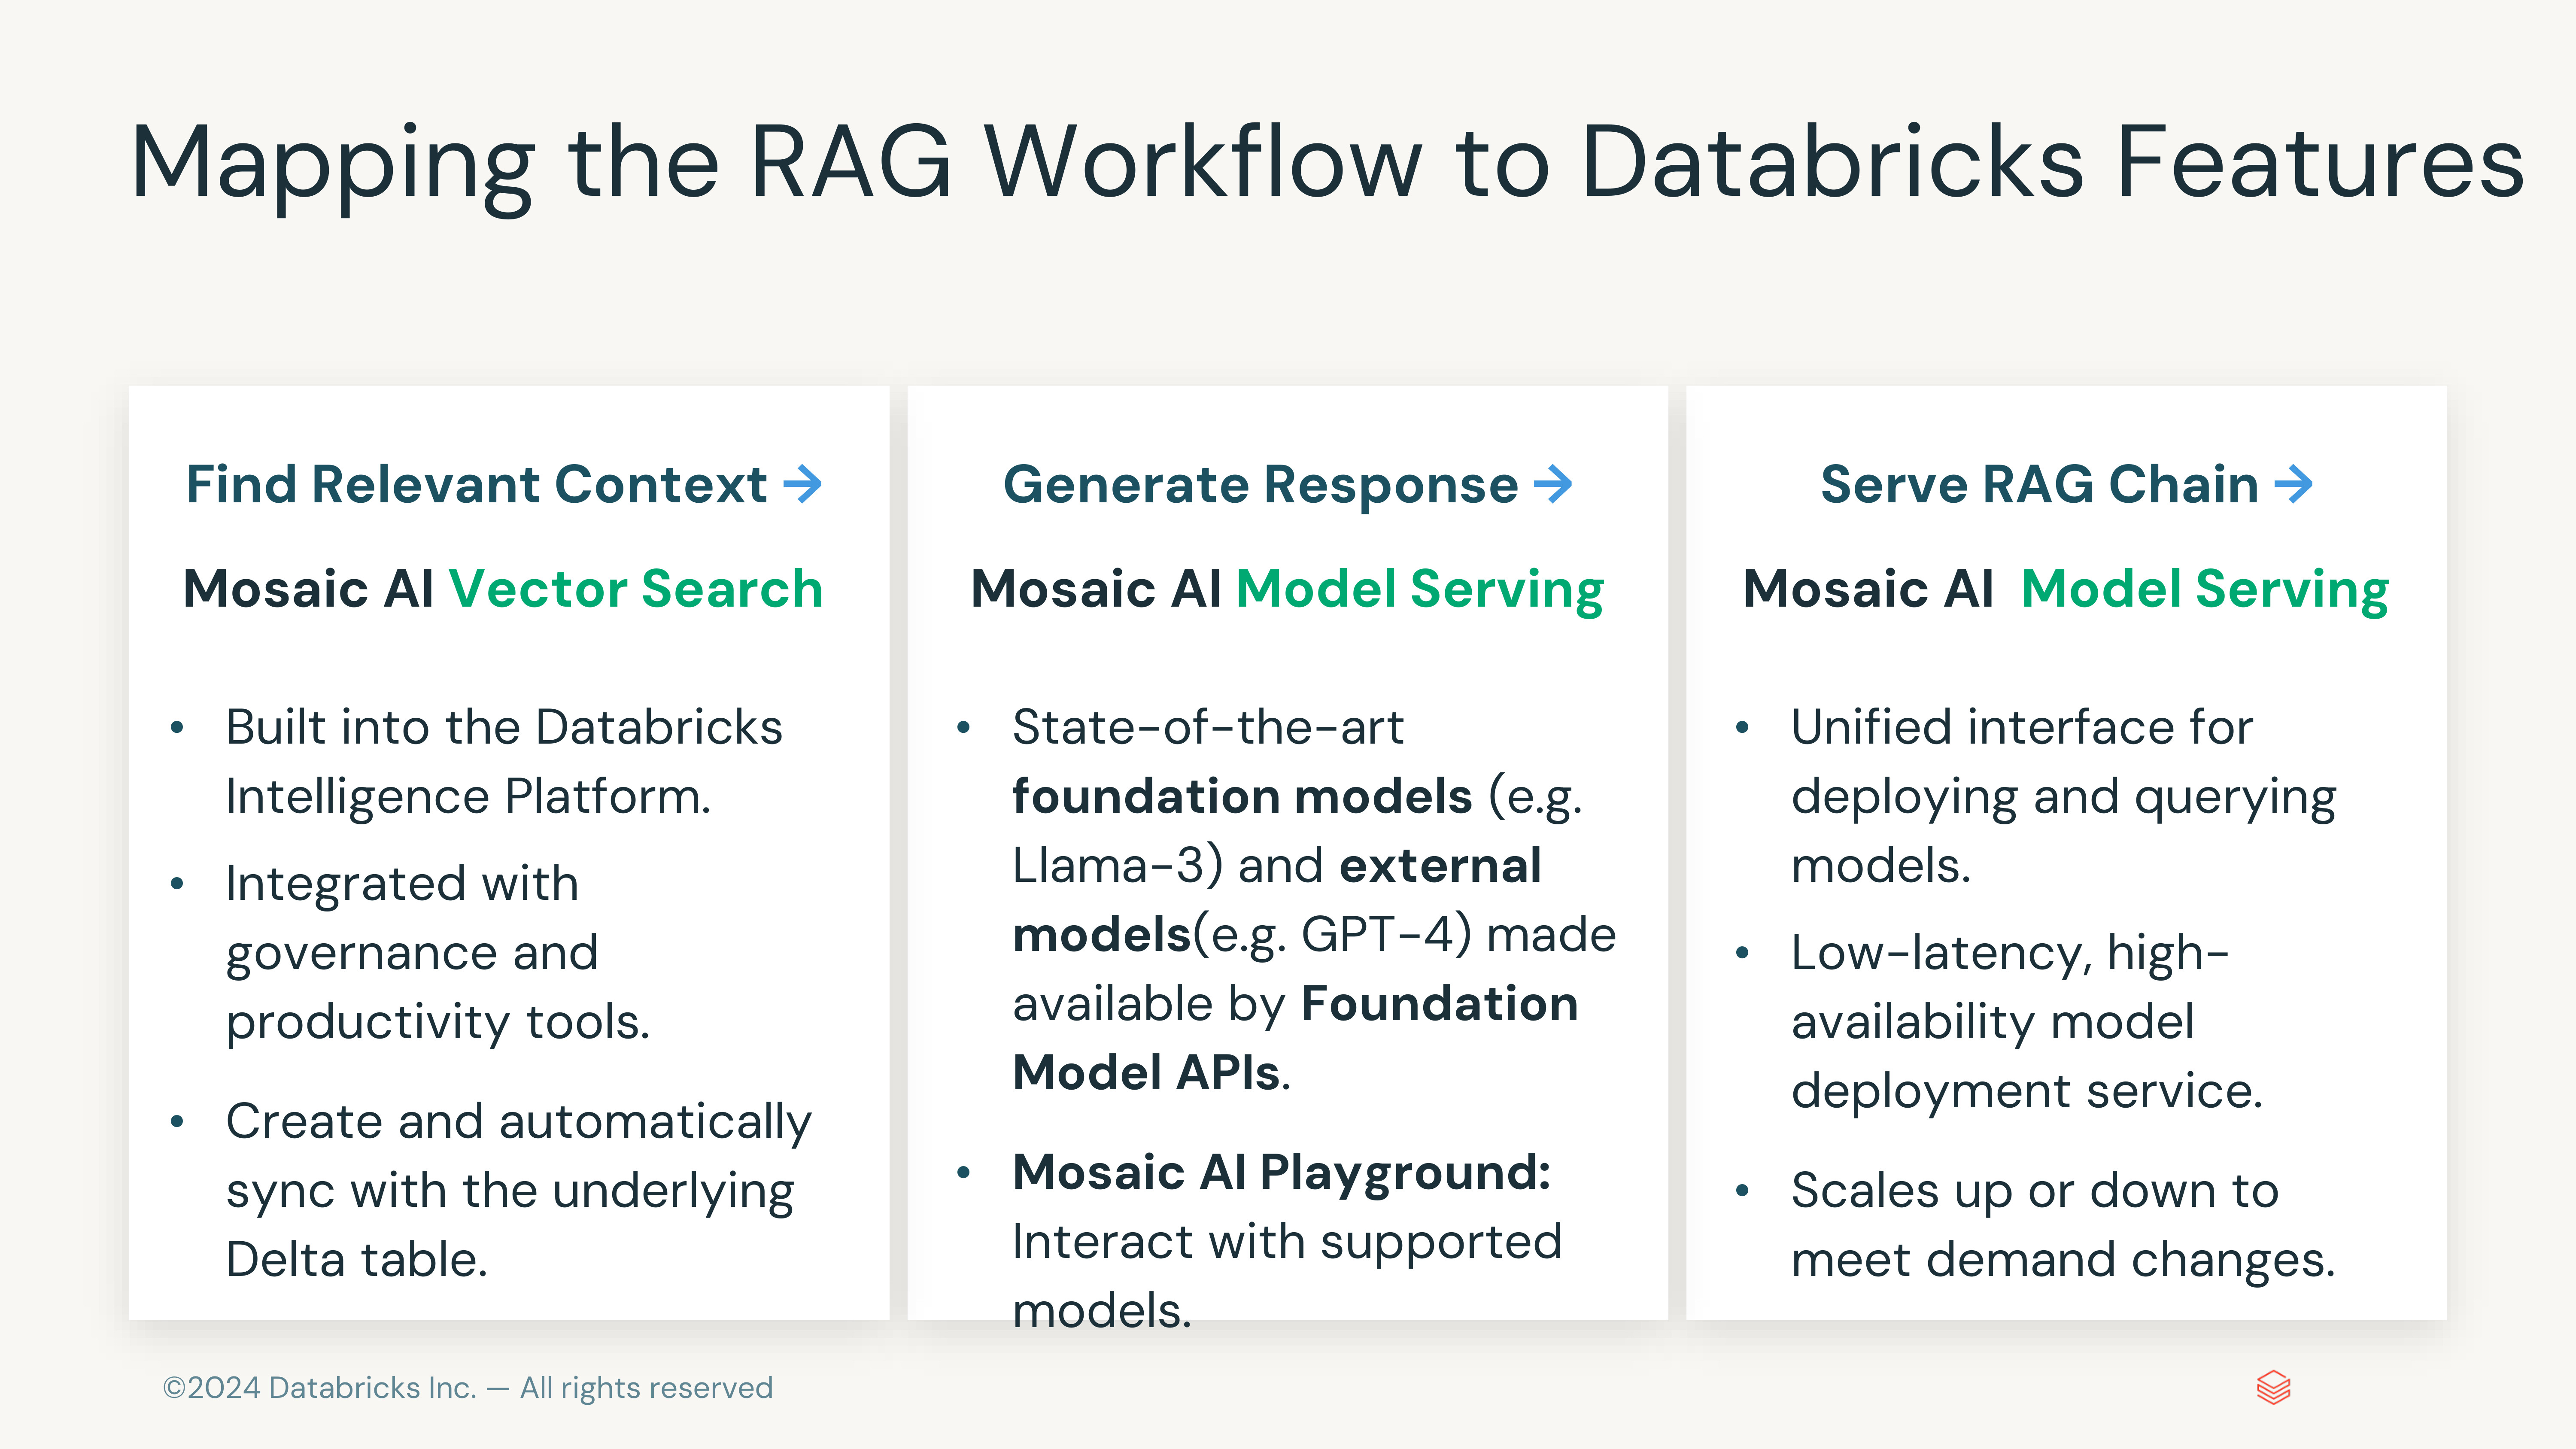 Mapping the RAG Workflow to Databricks Features
Find Relevant Context →
Mosaic AI Vector Search
• Built into the Databricks
Intelligence Platform.
• Integrated with
governance and
productivity tools.
• Create and automatically
sync with the underlying
Delta table.
Generate Response →
Mosaic AI Model Serving
• State-of-the-art
foundation models (e.g.
Llama-3) and external
models(e.g. GPT-4) made
available by Foundation
Model APIs.
• Mosaic AI Playground:
Interact with supported
models.
Serve RAG Chain →
Mosaic AI  Model Serving
• Unified interface for
deploying and querying
models.
• Low-latency, high-
availability model
deployment service.
• Scales up or down to
meet demand changes.
©2024 Databricks Inc. — All rights reserved